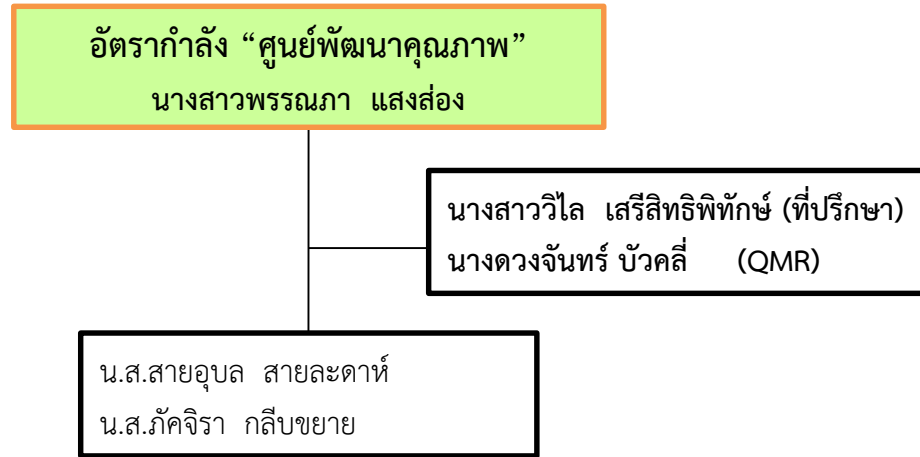 อัตรากำลัง “ศูนย์พัฒนาคุณภาพ”
นางสาวพรรณภา แสงส่อง
นางสาววิไล เสรีสิทธิพิทักษ์ (ที่ปรึกษา)
นางดวงจันทร์ บัวคลี่ (QMR)
น.ส.สายอุบล สายละดาห์
น.ส.ภัคจิรา กลีบขยาย